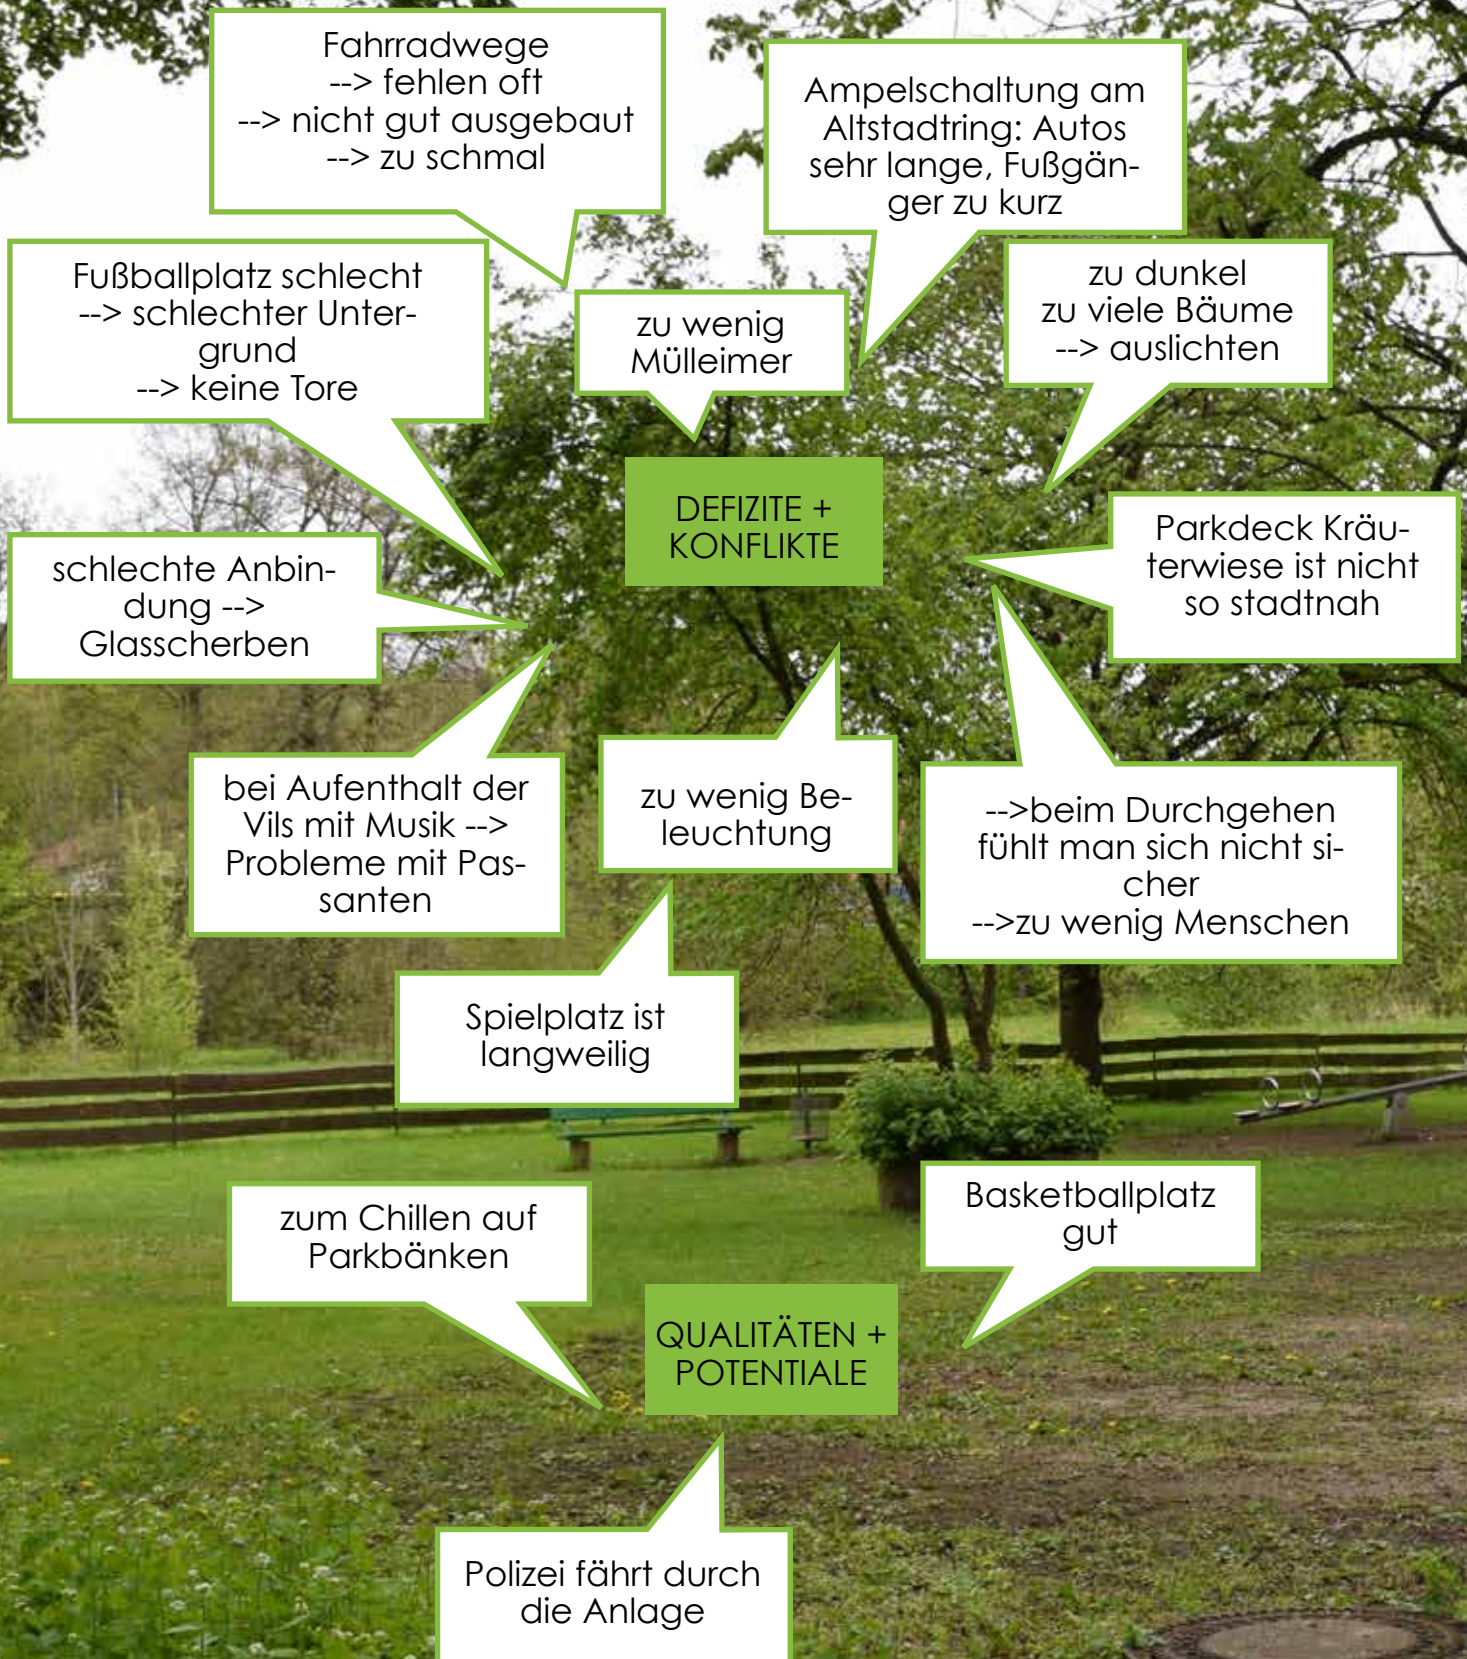 Fahrradwege
--> fehlen oft
--> nicht gut ausgebaut
--> zu schmal
Ampelschaltung am
Altstadtring: Autos
sehr lange, Fußgän-
ger zu kurz
Fußballplatz schlecht
--> schlechter Unter-
grund
--> keine Tore
zu wenig
Mülleimer
zu dunkel
zu viele Bäume
--> auslichten
DEFIZITE +
KONFLIKTE
schlechte Anbin-
dung -->
Glasscherben
Parkdeck Kräu-
terwiese ist nicht
so stadtnah
bei Aufenthalt der
Vils mit Musik -->
Probleme mit Pas-
santen
zu wenig Be-
leuchtung
-->beim Durchgehen
fühlt man sich nicht si-
cher
-->zu wenig Menschen
Spielplatz ist
langweilig
zum Chillen auf
Parkbänken
Basketballplatz
gut
QUALITÄTEN +
POTENTIALE
Polizei fährt durch
die Anlage